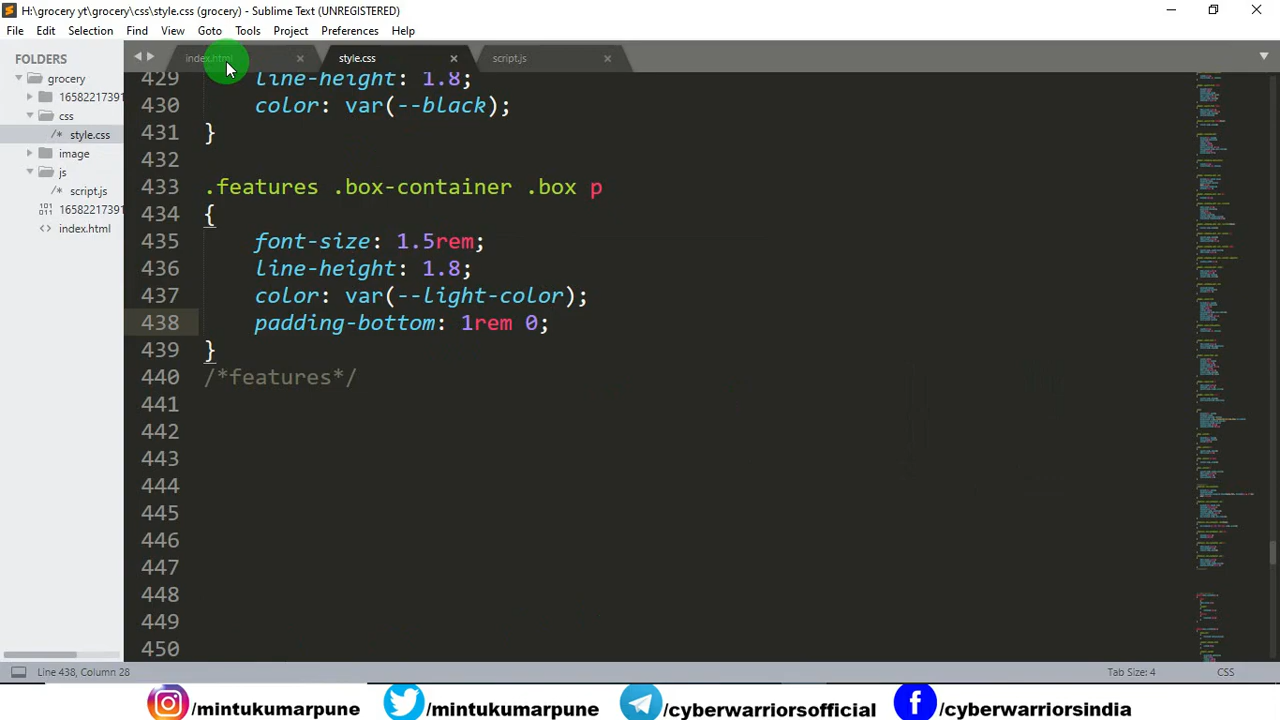 H:\grocery yt\grocery\css\style.css (grocery) - Sublime Text (UNREGISTERED)
File Edit Selection Find View Goto Tools Project Preferences Help
FOLDERS
grocery
16582217391
css
/* style.css
image
js
/* script.js
16582217391
index.html
index.html style.css script.js
429 line-height: 1.8;
430 color: var(--black);
431 }
432
433 .features .box-container .box p
434 {
435 font-size: 1.5rem;
436 line-height: 1.8;
437 color: var(--light-color);
438 padding-bottom: 1rem 0;
439 }
440 /*features*/
441
442
443
444
445
446
447
448
449
450
Line 438, Column 28 Tab Size: 4 CSS
/mintukumarpune /mintukumarpune /cyberwarriorsofficial /cyberwarriorsindia